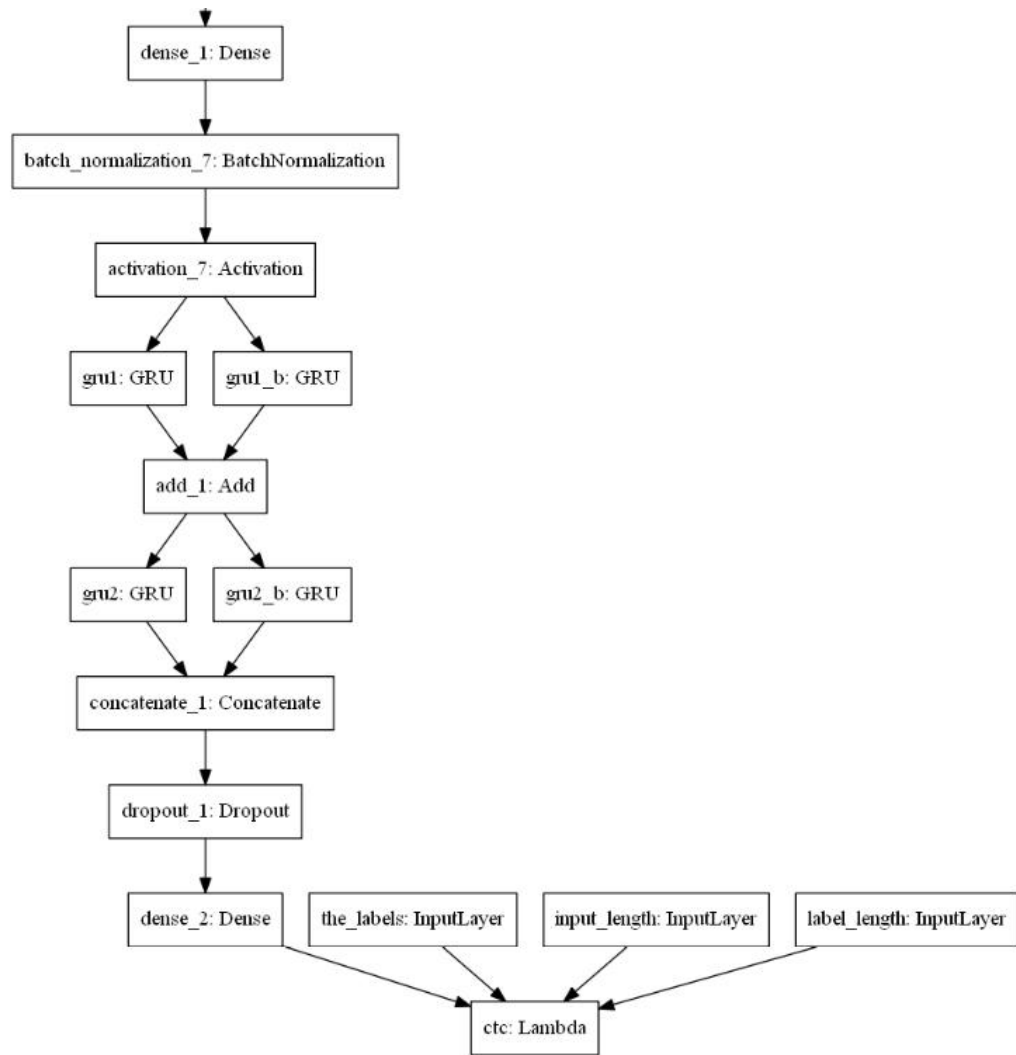 dense_1: Dense
batch_normalization_7: BatchNormalization
activation_7: Activation
gru1: GRU
gru1_b: GRU
add_1: Add
gru2: GRU
gru2_b: GRU
concatenate_1: Concatenate
dropout_1: Dropout
dense_2: Dense
the_labels: InputLayer
input_length: InputLayer
label_length: InputLayer
ctc: Lambda